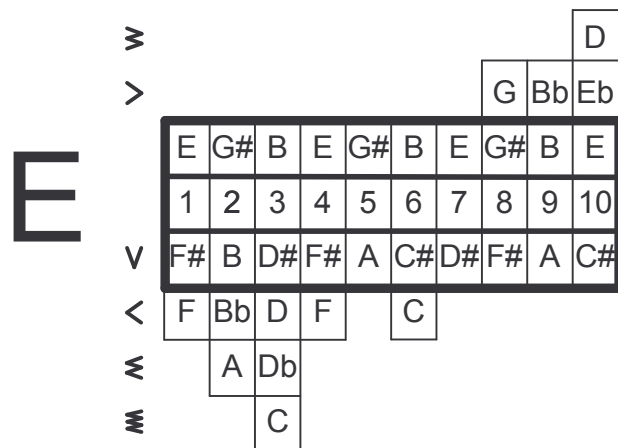 D
> G Bb Eb
E G# B E G# B E G# B E
E
1 2 3 4 5 6 7 8 9 10
V F# B D# F# A C# D# F# A C#
< F Bb D F C
A Db
C